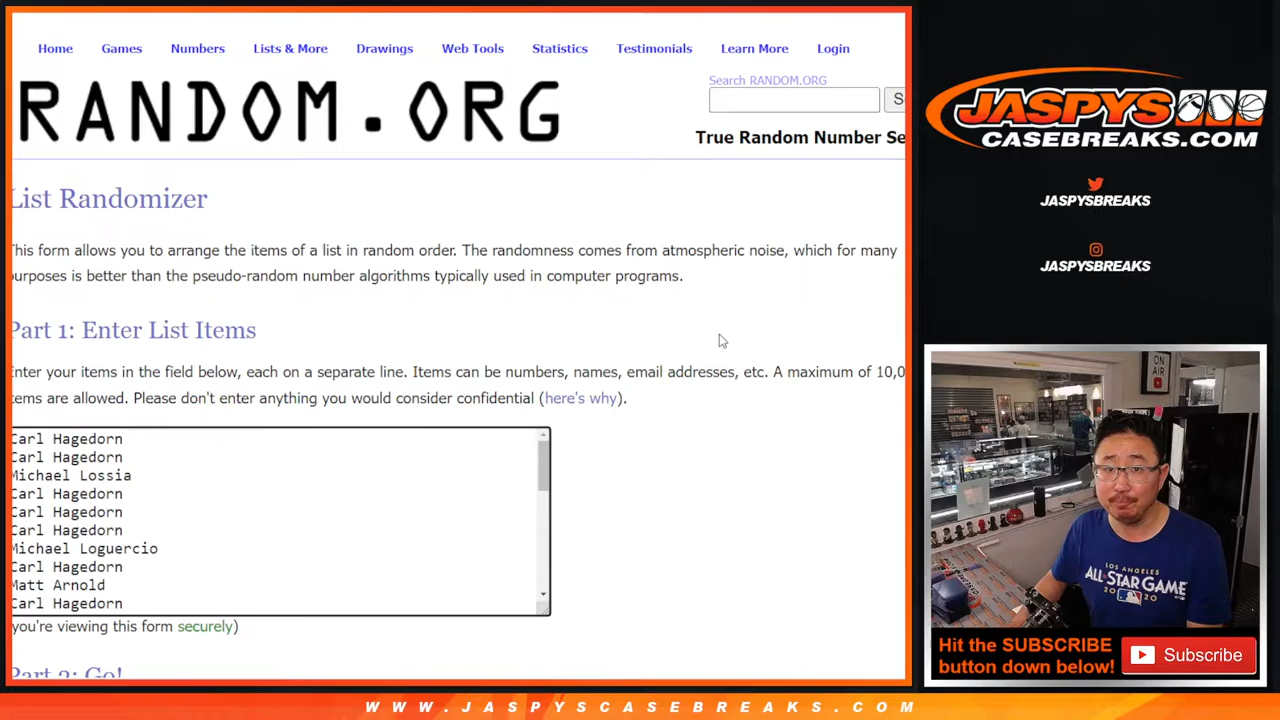 Home Games Numbers Lists & More Drawings Web Tools Statistics Testimonials Learn More Login
Search RANDOM.ORG
RANDOM.ORG
True Random Number Se
List Randomizer
This form allows you to arrange the items of a list in random order. The randomness comes from atmospheric noise, which for many
purposes is better than the pseudo-random number algorithms typically used in computer programs.
Part 1: Enter List Items
Enter your items in the field below, each on a separate line. Items can be numbers, names, email addresses, etc. A maximum of 10,0
items are allowed. Please don't enter anything you would consider confidential (here's why).
Carl Hagedorn
Carl Hagedorn
Michael Lossia
Carl Hagedorn
Carl Hagedorn
Carl Hagedorn
Michael Loguercio
Carl Hagedorn
Matt Arnold
Carl Hagedorn
you're viewing this form securely)
Part 2: Go!
JASPYS
CASEBREAKS.COM
JASPYSBREAKS
JASPYSBREAKS
ON
AIR
LOS ANGELES
ALL STAR GAME
2020
Hit the SUBSCRIBE
button down below!
Subscribe
WWW.JASPYSCASEBREAKS.COM